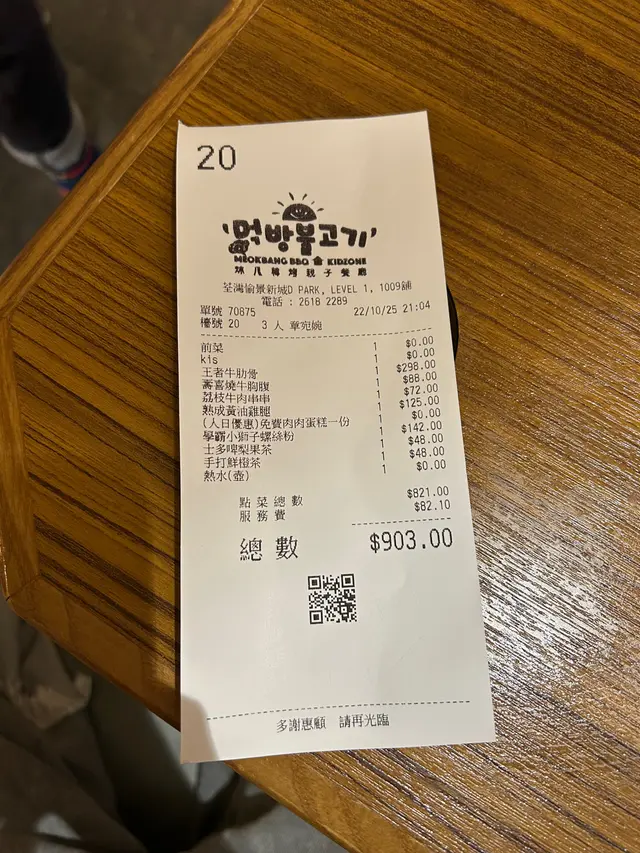 20
'먹방불고기'
MEOKBANG BBQ KIDZONE
炑八韓烤親子餐廳
荃灣愉景新城D PARK, LEVEL 1, 1009舖
電話 : 2618 2289
單號 70875 22/10/25 21:04
檯號 20 3 人 章宛婉
前菜 1 $0.00
kis 1 $0.00
王者牛肋骨 1 $298.00
壽喜燒牛胸腹 1 $88.00
荔枝牛肉串串 1 $72.00
熟成黃油雞腿 1 $125.00
(人日優惠)免費肉肉蛋糕一份 1 $0.00
學霸小獅子螺絲粉 1 $142.00
士多啤梨果茶 1 $48.00
手打鮮橙茶 1 $48.00
熱水(壺) 1 $0.00
點菜總數 $821.00
服務費 $82.10
總數 $903.00
多謝惠顧 請再光臨